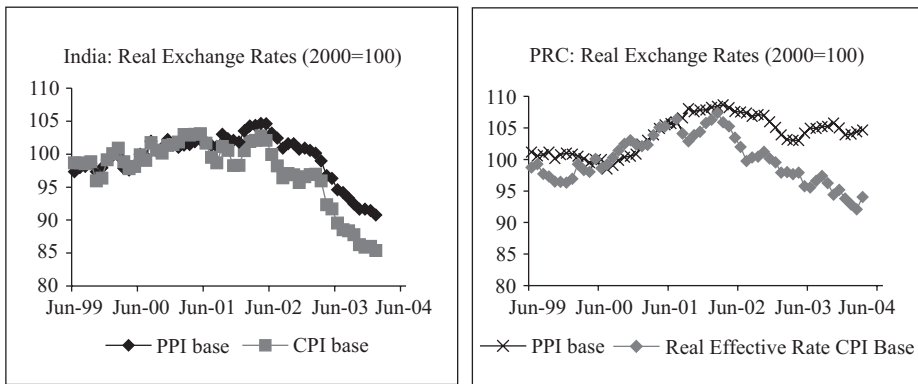 India: Real Exchange Rates (2000=100)
110
105
100
95
90
85
80
Jun-99 Jun-00 Jun-01 Jun-02 Jun-03 Jun-04
PPI base CPI base
PRC: Real Exchange Rates (2000=100)
110
105
100
95
90
85
80
Jun-99 Jun-00 Jun-01 Jun-02 Jun-03 Jun-04
PPI base Real Effective Rate CPI Base